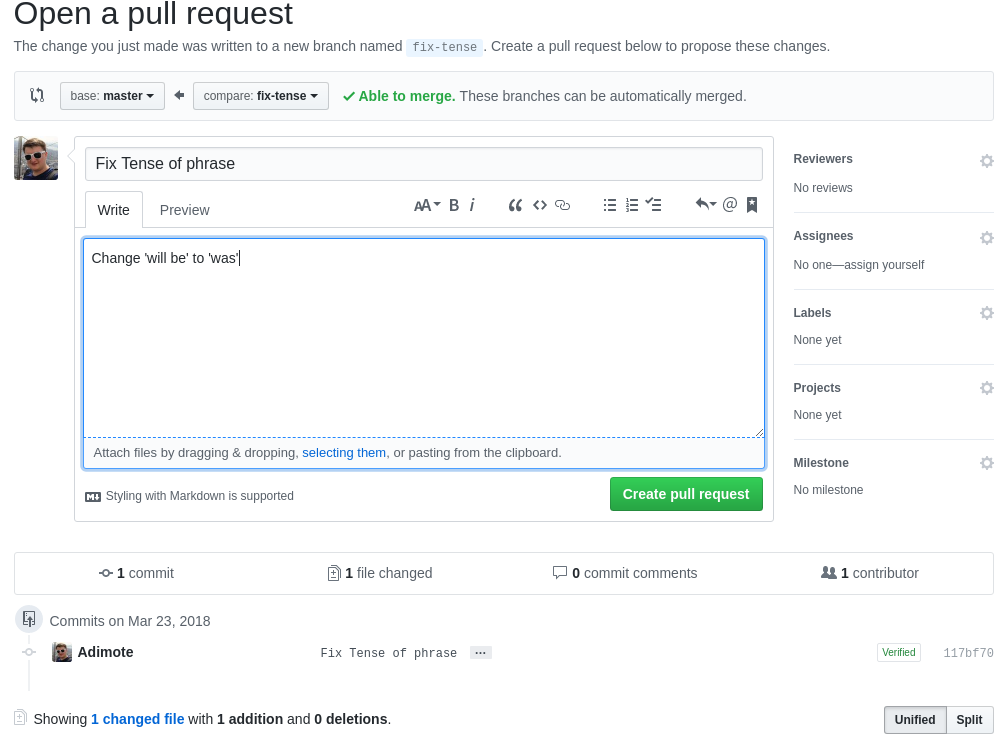 Open a pull request
The change you just made was written to a new branch named fix-tense. Create a pull request below to propose these changes.
base: master compare: fix-tense Able to merge. These branches can be automatically merged.
Fix Tense of phrase
Write Preview AA B i @
Change 'will be' to 'was'
Attach files by dragging & dropping, selecting them, or pasting from the clipboard.
Styling with Markdown is supported
Create pull request
Reviewers
No reviews
Assignees
No one—assign yourself
Labels
None yet
Projects
None yet
Milestone
No milestone
1 commit 1 file changed 0 commit comments 1 contributor
Commits on Mar 23, 2018
Adimote Fix Tense of phrase … Verified 117bf70
Showing 1 changed file with 1 addition and 0 deletions.
Unified Split